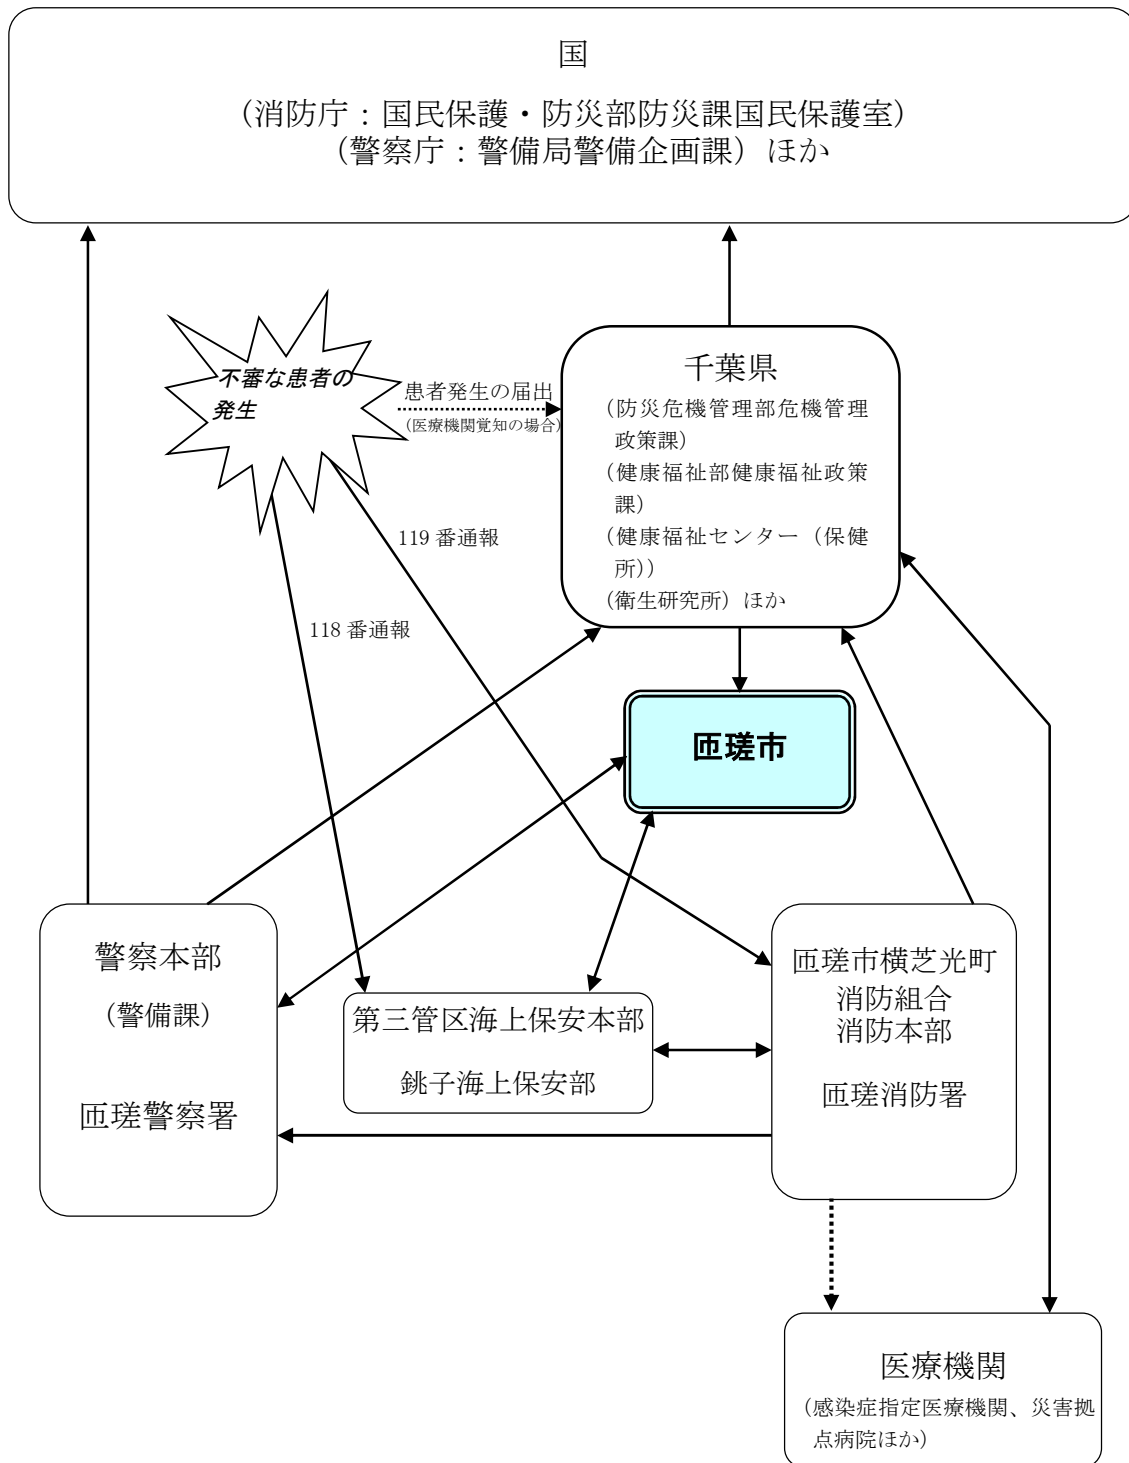 国
（消防庁：国民保護・防災部防災課国民保護室）
（警察庁：警備局警備企画課）ほか
不審な患者の
発生
患者発生の届出
（医療機関覚知の場合）
千葉県
（防災危機管理部危機管理
政策課）
（健康福祉部健康福祉政策
課）
（健康福祉センター（保健
所））
（衛生研究所）ほか
119 番通報
118 番通報
匝瑳市
警察本部
（警備課）
匝瑳警察署
第三管区海上保安本部
銚子海上保安部
匝瑳市横芝光町
消防組合
消防本部
匝瑳消防署
医療機関
（感染症指定医療機関、災害拠
点病院ほか）